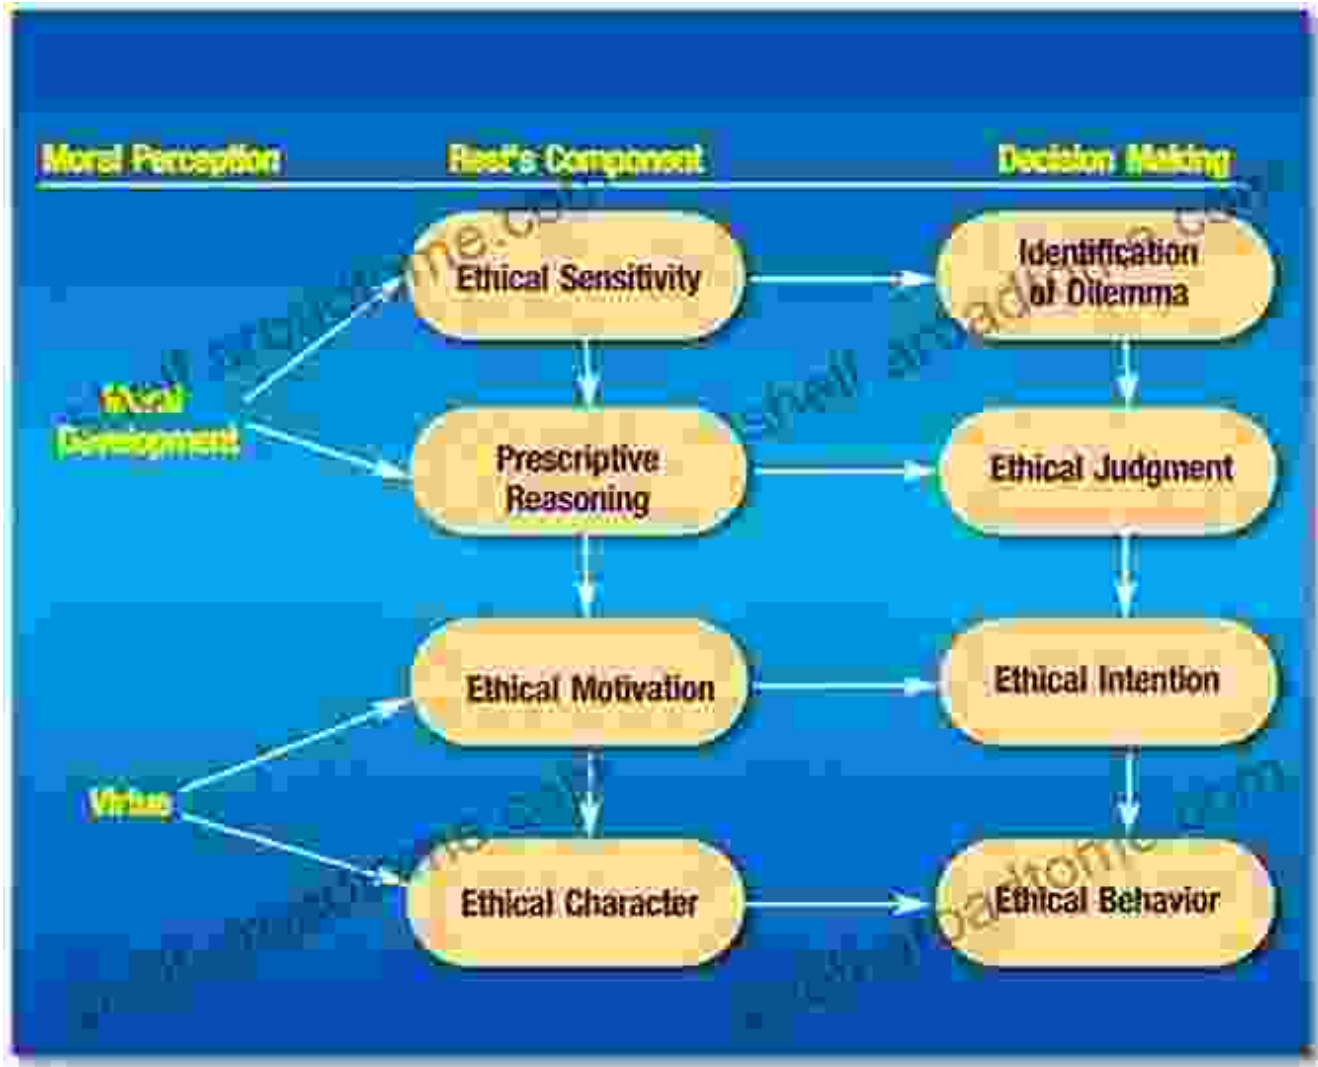 Moral Perception
Rest's Component
Decision Making
Ethical Sensitivity
Identification
of Dilemma
Moral
Development
Prescriptive
Reasoning
Ethical Judgment
Ethical Motivation
Ethical Intention
Virtue
Ethical Character
Ethical Behavior